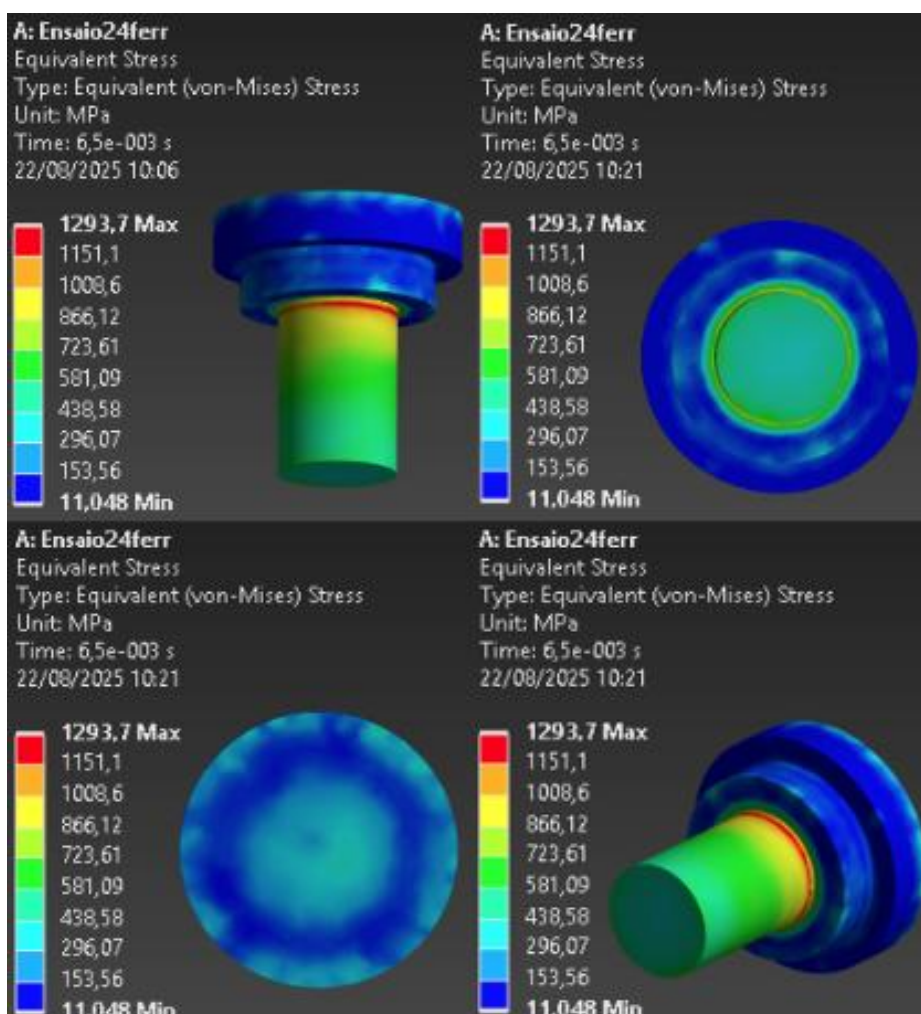 A: Ensaio24ferr
Equivalent Stress
Type: Equivalent (von-Mises) Stress
Unit: MPa
Time: 6,5e-003 s
22/08/2025 10:06
1293,7 Max
1151,1
1008,6
866,12
723,61
581,09
438,58
296,07
153,56
11,048 Min
A: Ensaio24ferr
Equivalent Stress
Type: Equivalent (von-Mises) Stress
Unit: MPa
Time: 6,5e-003 s
22/08/2025 10:21
1293,7 Max
1151,1
1008,6
866,12
723,61
581,09
438,58
296,07
153,56
11,048 Min
A: Ensaio24ferr
Equivalent Stress
Type: Equivalent (von-Mises) Stress
Unit: MPa
Time: 6,5e-003 s
22/08/2025 10:21
1293,7 Max
1151,1
1008,6
866,12
723,61
581,09
438,58
296,07
153,56
11,048 Min
A: Ensaio24ferr
Equivalent Stress
Type: Equivalent (von-Mises) Stress
Unit: MPa
Time: 6,5e-003 s
22/08/2025 10:21
1293,7 Max
1151,1
1008,6
866,12
723,61
581,09
438,58
296,07
153,56
11,048 Min